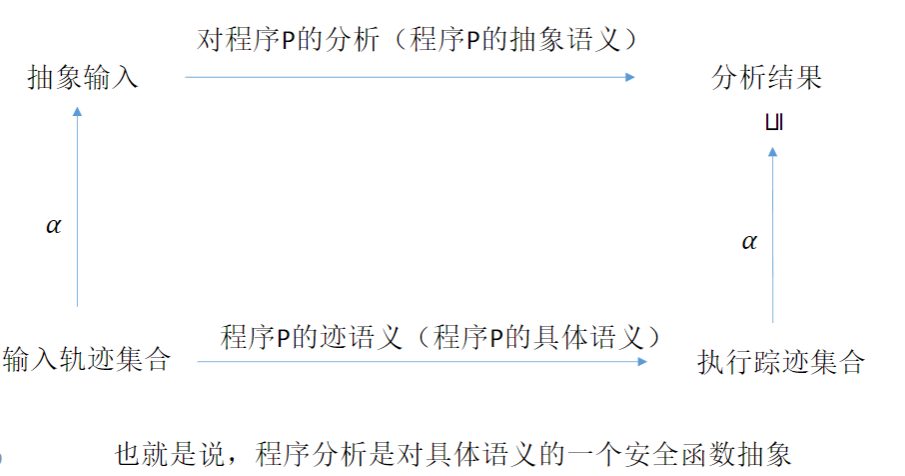 对程序P的分析（程序P的抽象语义）
抽象输入
分析结果
⊔I
α
α
程序P的迹语义（程序P的具体语义）
输入轨迹集合
执行踪迹集合
也就是说，程序分析是对具体语义的一个安全函数抽象